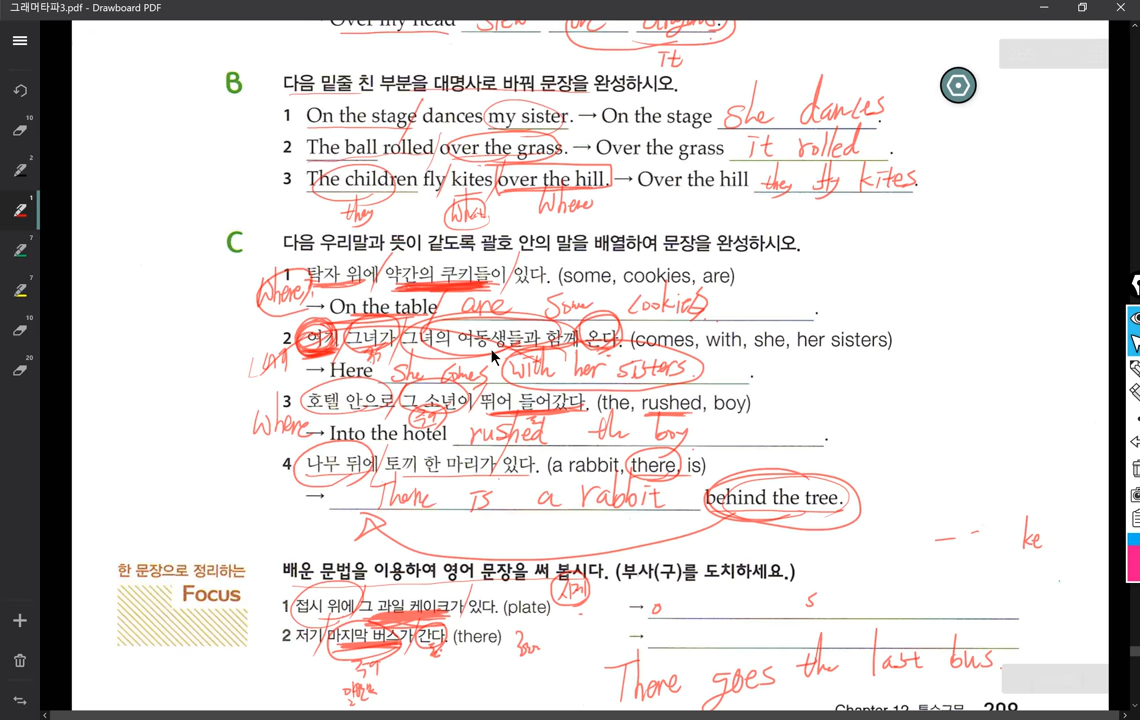 그래머타파3.pdf - Drawboard PDF
It
B 다음 밑줄 친 부분을 대명사로 바꿔 문장을 완성하시오.
1 On the stage dances my sister. → On the stage she dances.
2 The ball rolled over the grass. → Over the grass it rolled.
3 The children fly kites over the hill. → Over the hill they fly kites.
they what Where
C 다음 우리말과 뜻이 같도록 괄호 안의 말을 배열하여 문장을 완성하시오.
1 탁자 위에 약간의 쿠키들이 있다. (some, cookies, are)
Where
→ On the table are some cookies.
2 여기 그녀가 그녀의 여동생들과 함께 온다. (comes, with, she, her sisters)
→ Here she comes with her sisters.
3 호텔 안으로 그 소년이 뛰어 들어갔다. (the, rushed, boy)
주어
Where → Into the hotel rushed the boy.
4 나무 뒤에 토끼 한 마리가 있다. (a rabbit, there, is)
→ There is a rabbit behind the tree.
ke
한 문장으로 정리하는
Focus
배운 문법을 이용하여 영어 문장을 써 봅시다. (부사(구)를 도치하세요.)
1 접시 위에 그 과일 케이크가 있다. (plate) → o s
2 저기 마지막 버스가 간다. (there) →
주어
There goes the last bus.
Chapter 12 특수구문 209